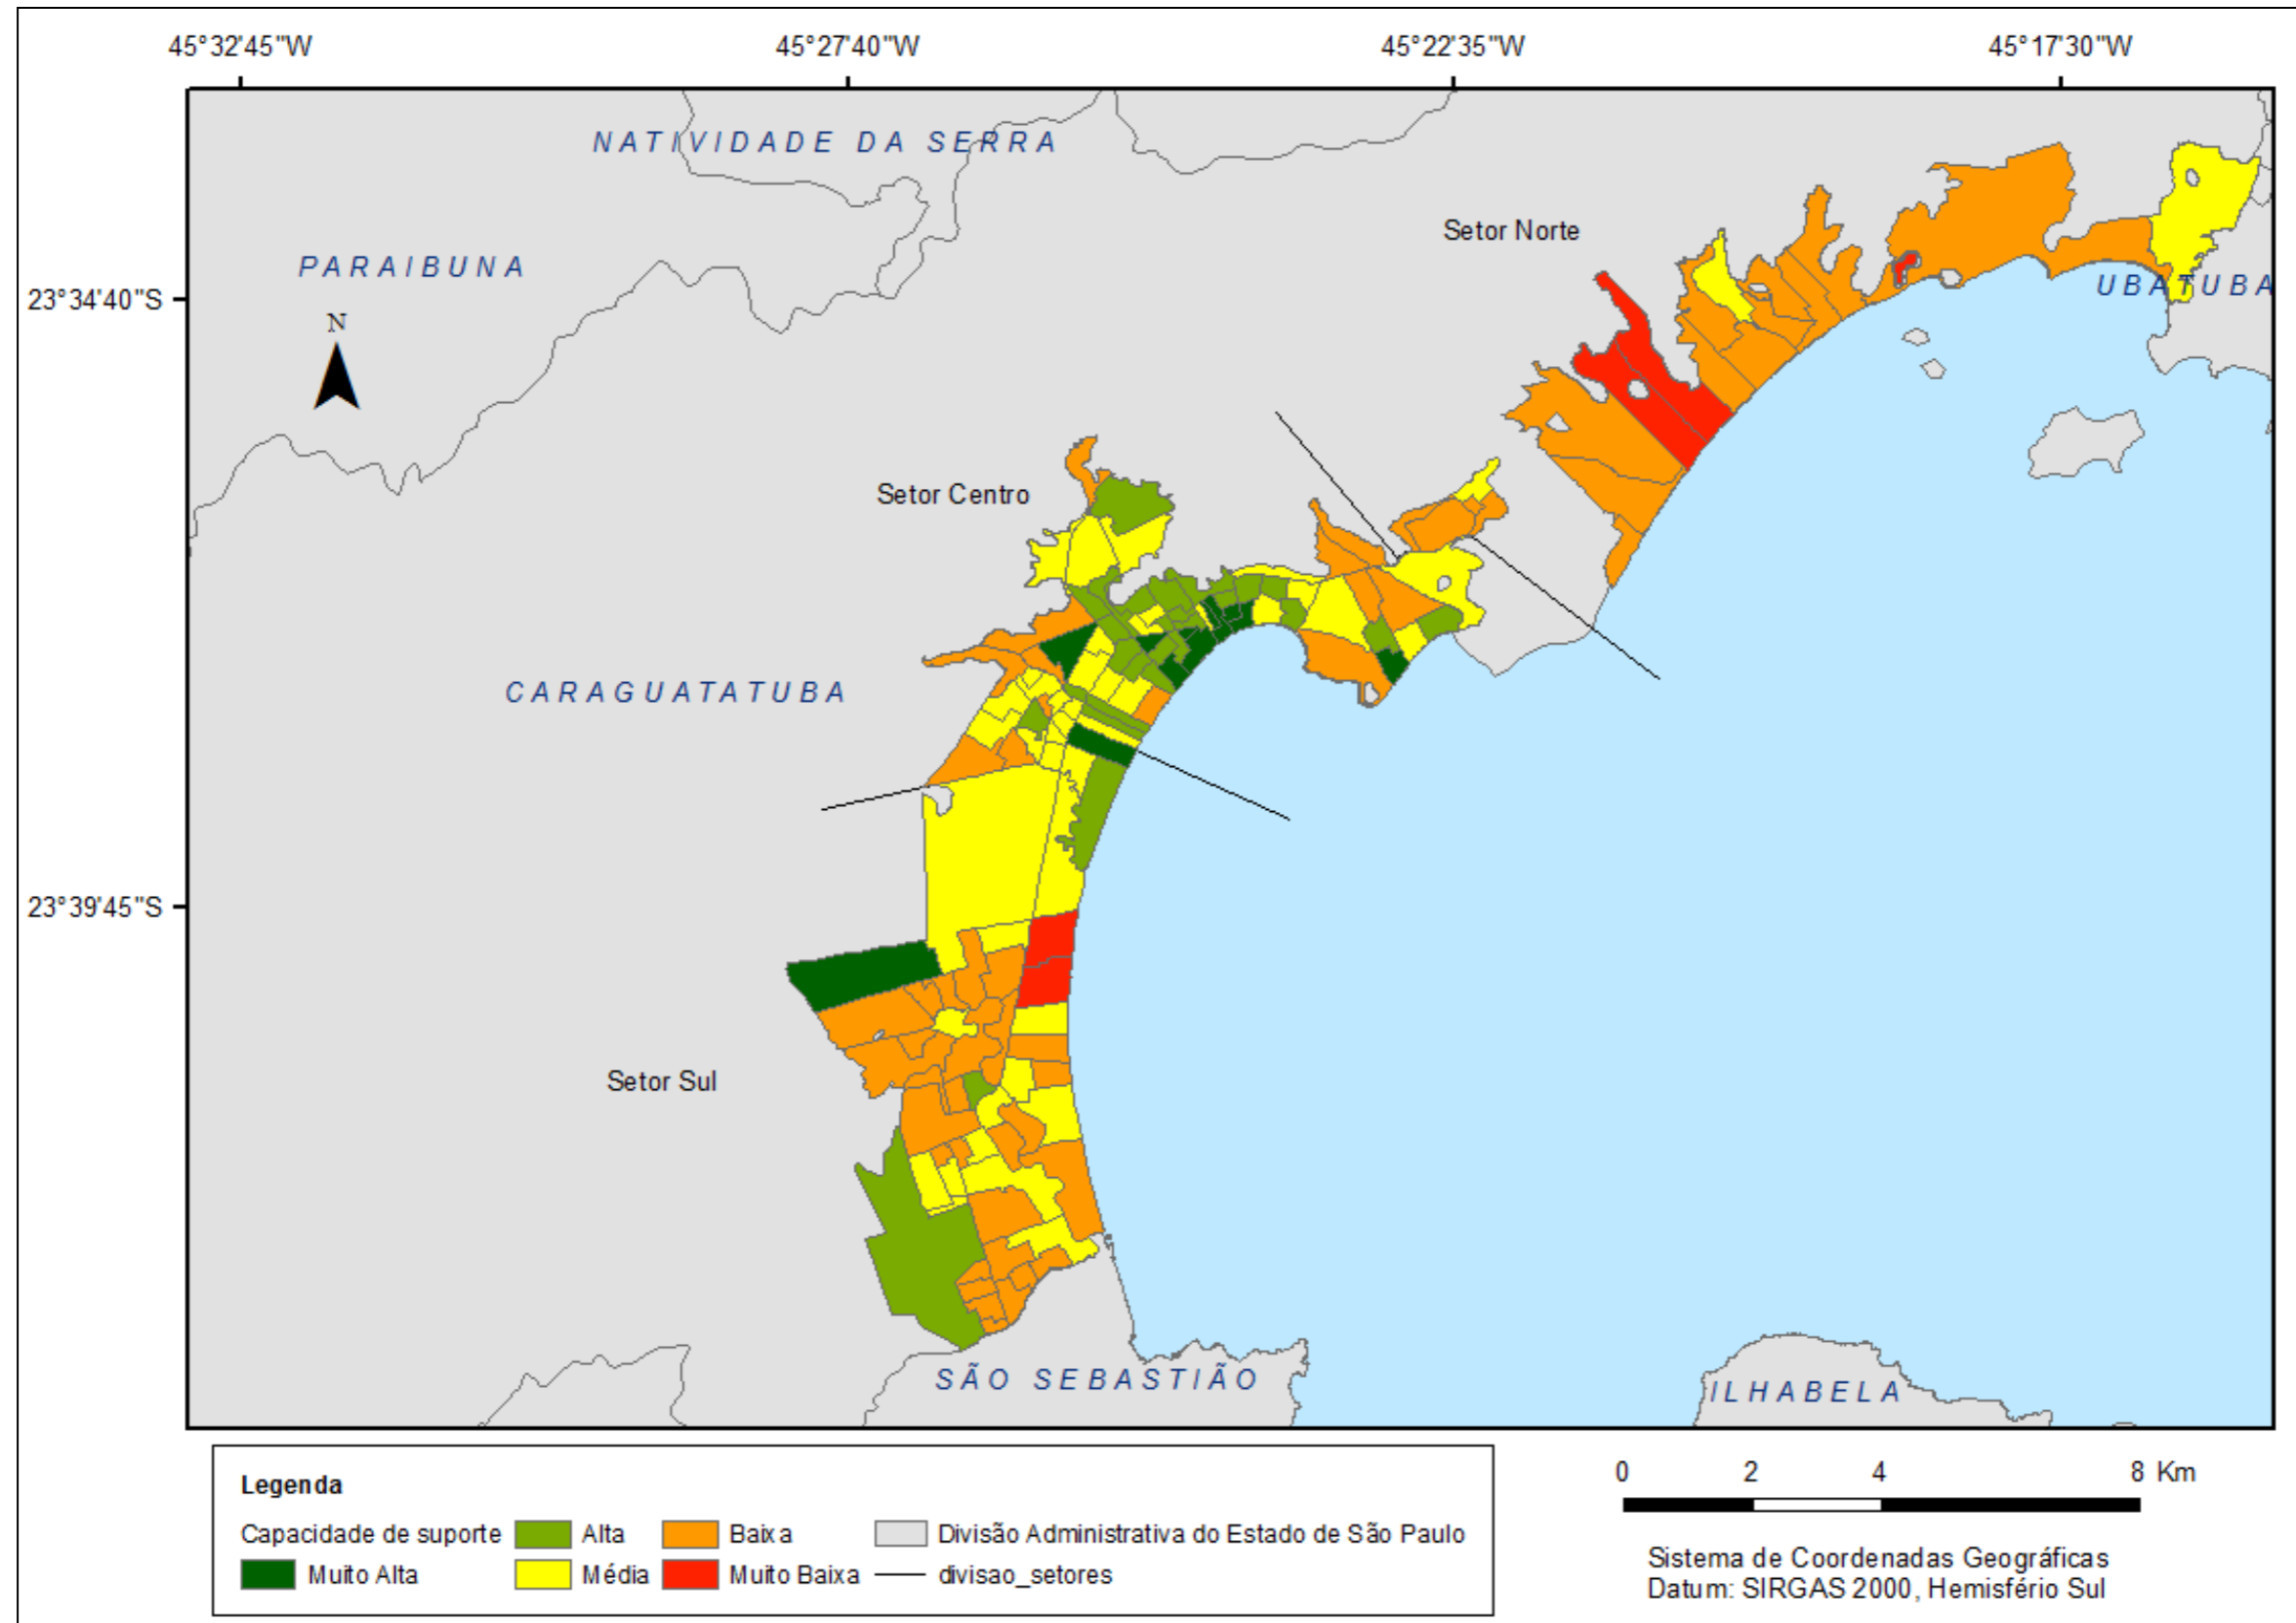 45°32'45"W 45°27'40"W 45°22'35"W 45°17'30"W
NATIVIDADE DA SERRA
Setor Norte
PARAIBUNA
UBATUBA
23°34'40"S
N
Setor Centro
CARAGUATATUBA
23°39'45"S
Setor Sul
SÃO SEBASTIÃO
ILHABELA
Legenda
Capacidade de suporte Alta Baixa Divisão Administrativa do Estado de São Paulo
Muito Alta Média Muito Baixa divisao_setores
0 2 4 8 Km
Sistema de Coordenadas Geográficas
Datum: SIRGAS 2000, Hemisfério Sul